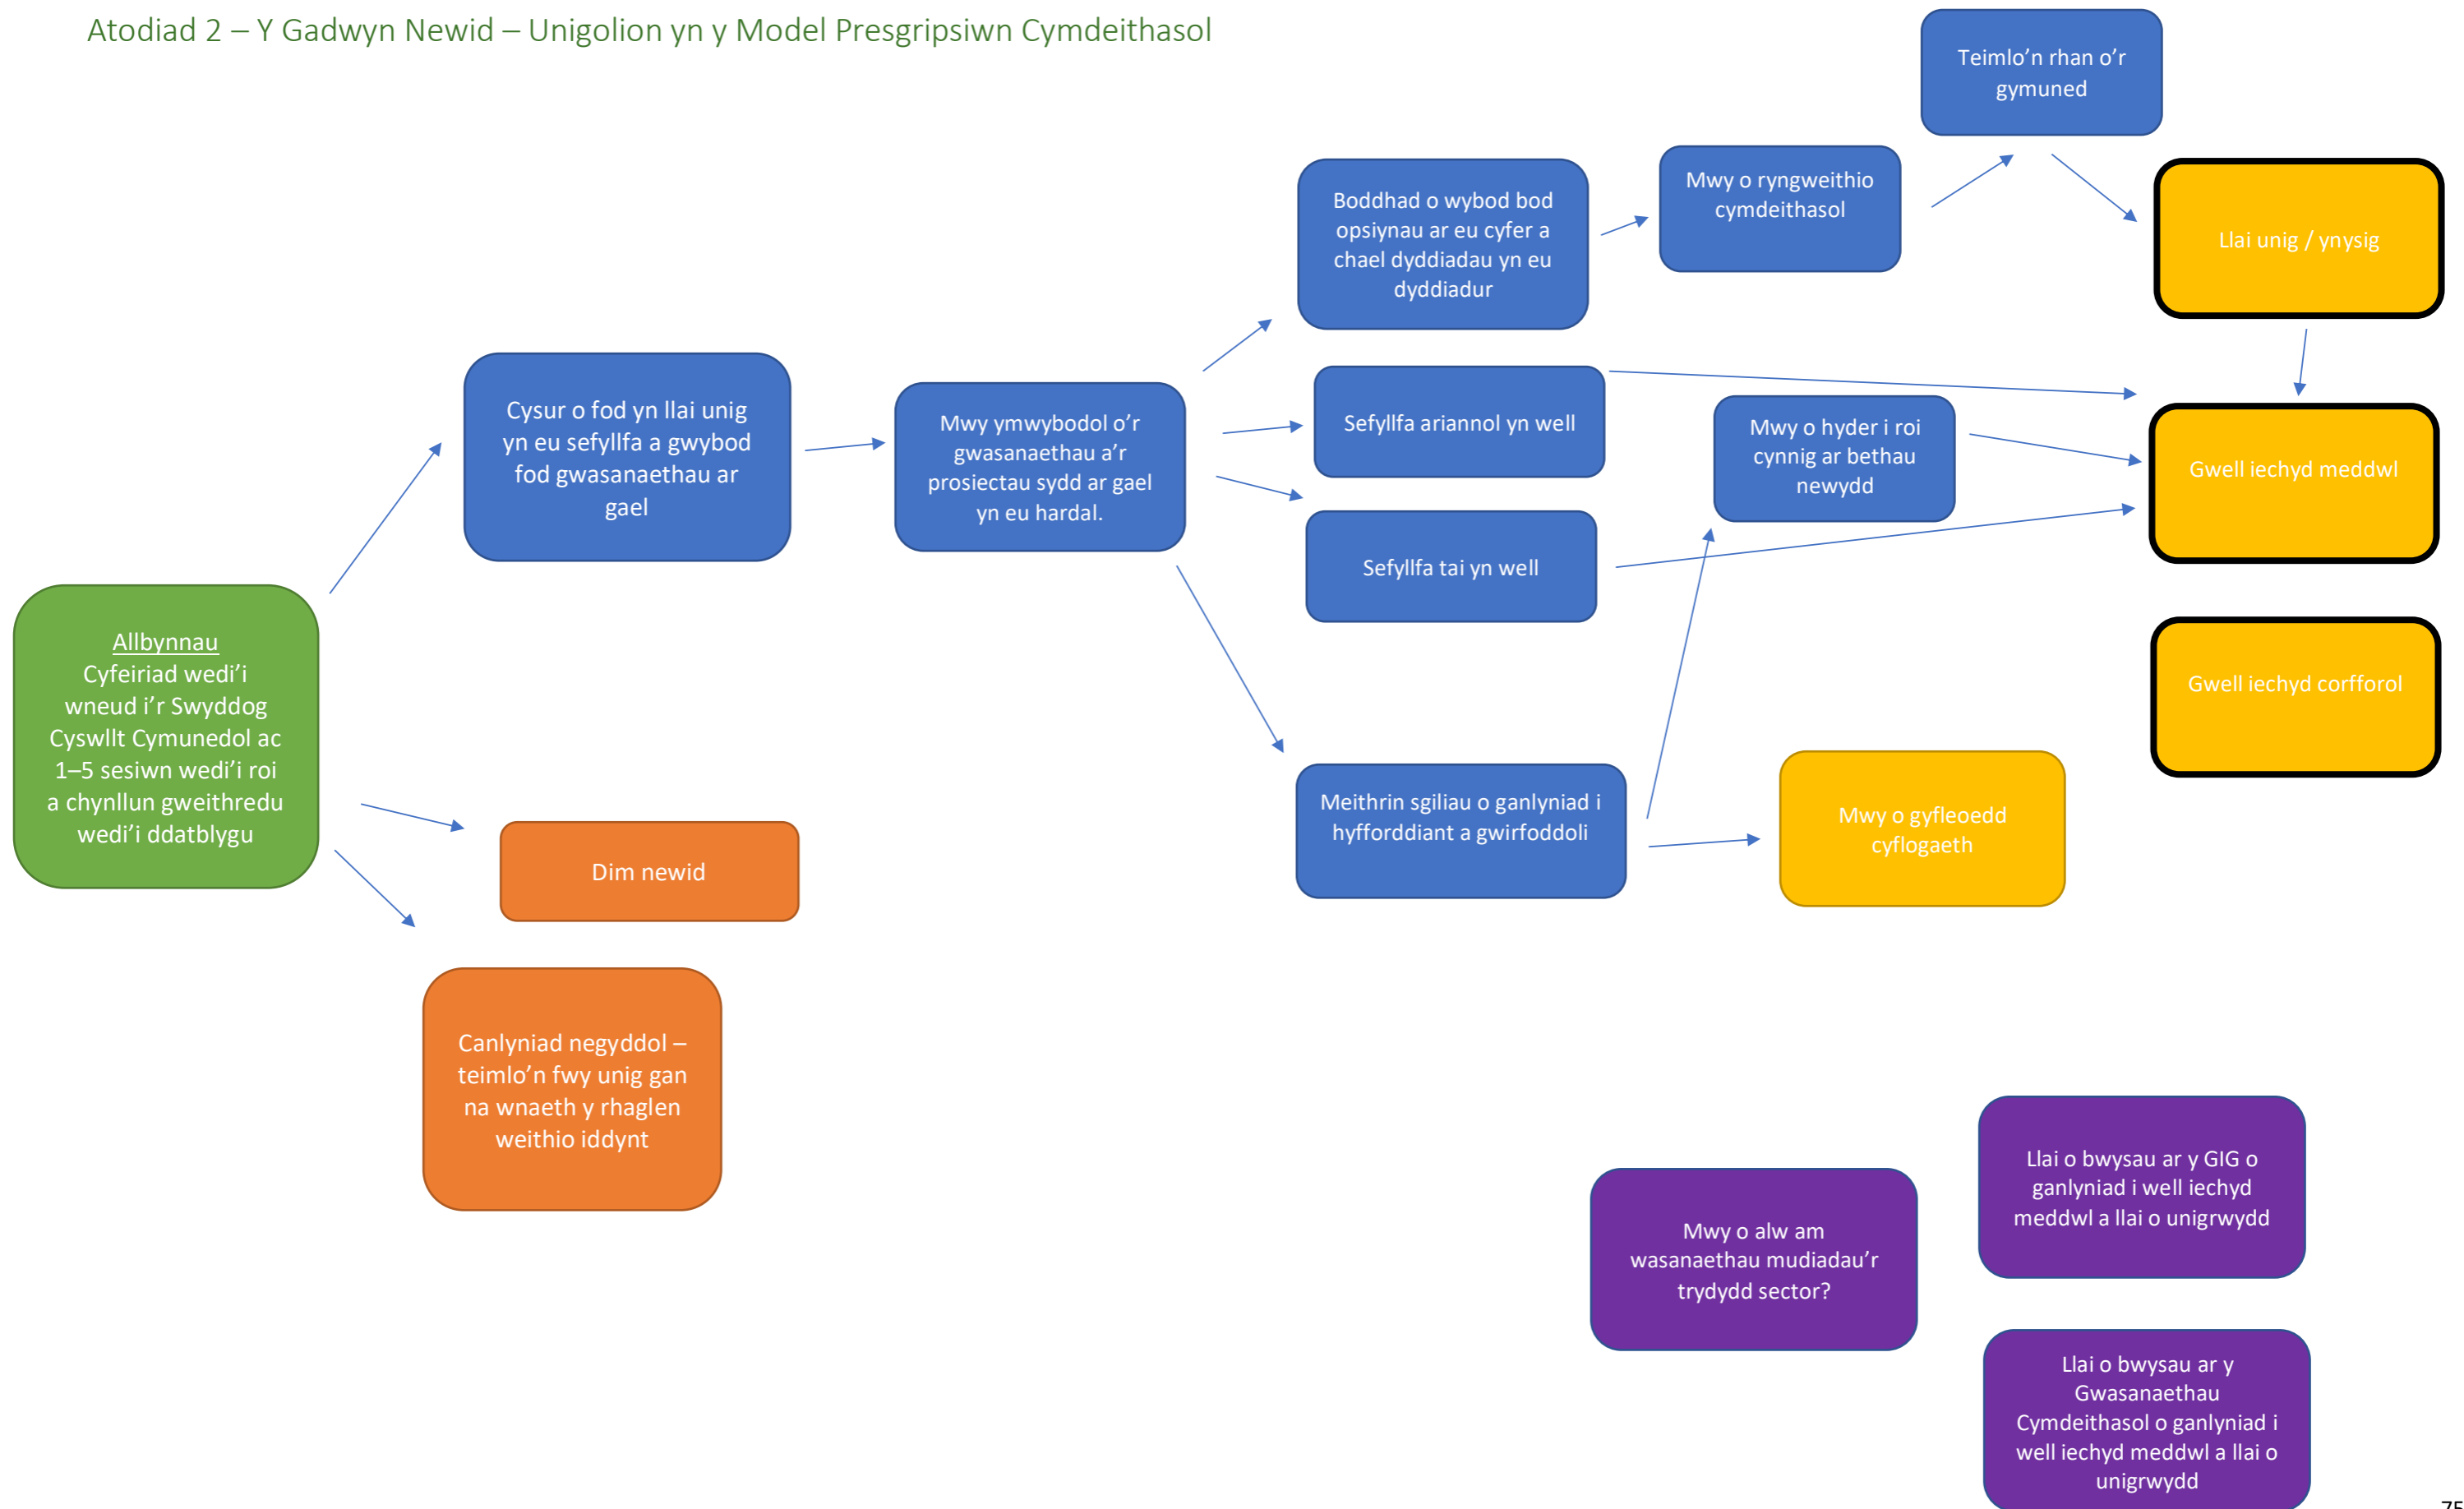 Atodiad 2 – Y Gadwyn Newid – Unigolion yn y Model Presgripsiwn Cymdeithasol
Teimlo’n rhan o’r
gymuned
Boddhad o wybod bod
opsiynau ar eu cyfer a
chael dyddiadau yn eu
dyddiadur
Mwy o ryngweithio
cymdeithasol
Llai unig / ynysig
Cysur o fod yn llai unig
yn eu sefyllfa a gwybod
fod gwasanaethau ar
gael
Mwy ymwybodol o’r
gwasanaethau a’r
prosiectau sydd ar gael
yn eu hardal.
Sefyllfa ariannol yn well
Mwy o hyder i roi
cynnig ar bethau
newydd
Gwell iechyd meddwl
Sefyllfa tai yn well
Allbynnau
Cyfeiriad wedi’i
wneud i’r Swyddog
Cyswllt Cymunedol ac
1–5 sesiwn wedi’i roi
a chynllun gweithredu
wedi’i ddatblygu
Gwell iechyd corfforol
Meithrin sgiliau o ganlyniad i
hyfforddiant a gwirfoddoli
Mwy o gyfleoedd
cyflogaeth
Dim newid
Canlyniad negyddol –
teimlo’n fwy unig gan
na wnaeth y rhaglen
weithio iddynt
Mwy o alw am
wasanaethau mudiadau’r
trydydd sector?
Llai o bwysau ar y GIG o
ganlyniad i well iechyd
meddwl a llai o unigrwydd
Llai o bwysau ar y
Gwasanaethau
Cymdeithasol o ganlyniad i
well iechyd meddwl a llai o
unigrwydd
75